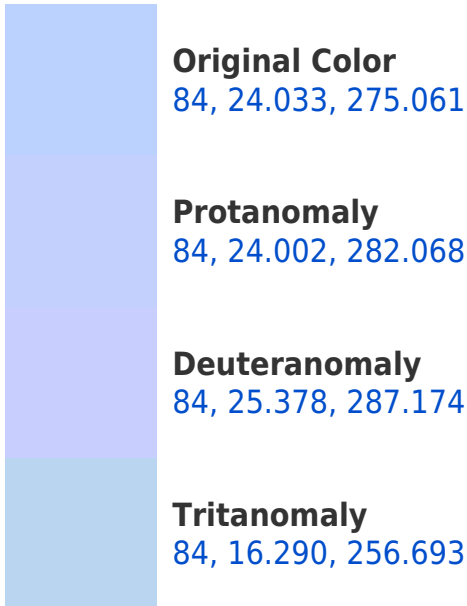 Original Color
84, 24.033, 275.061
Protanomaly
84, 24.002, 282.068
Deuteranomaly
84, 25.378, 287.174
Tritanomaly
84, 16.290, 256.693